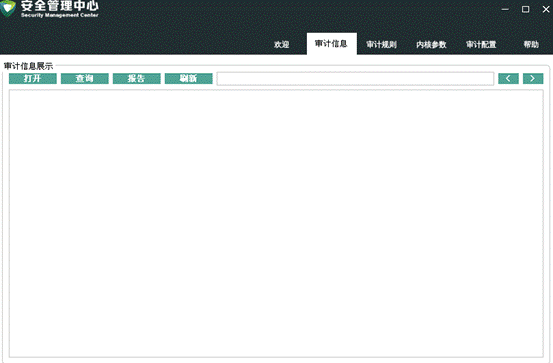 安全管理中心
Security Management Center
欢迎 审计信息 审计规则 内核参数 审计配置 帮助
审计信息展示
打开 查询 报告 刷新